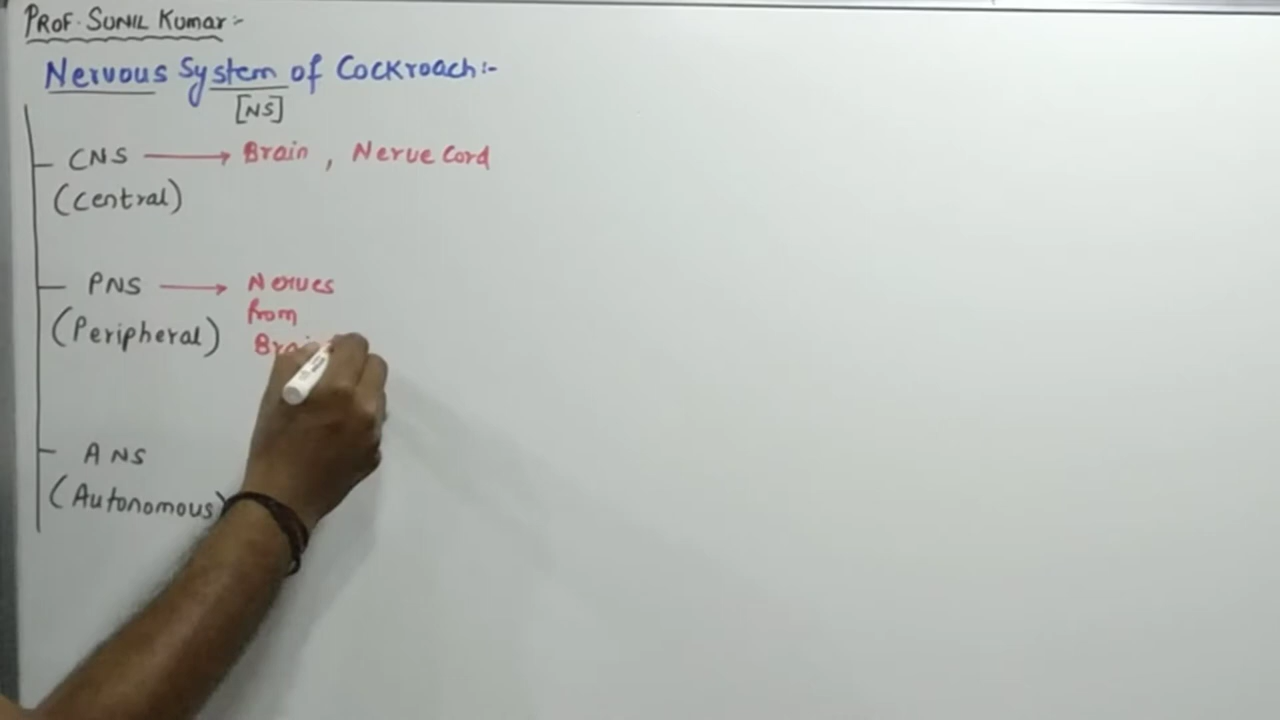 PROF. SUNIL Kumar:-
Nervous System of Cockroach:-
[NS]
CNS → Brain , Nerve Cord
(Central)
PNS → Nerves
from
(Peripheral)
ANS
(Autonomous)